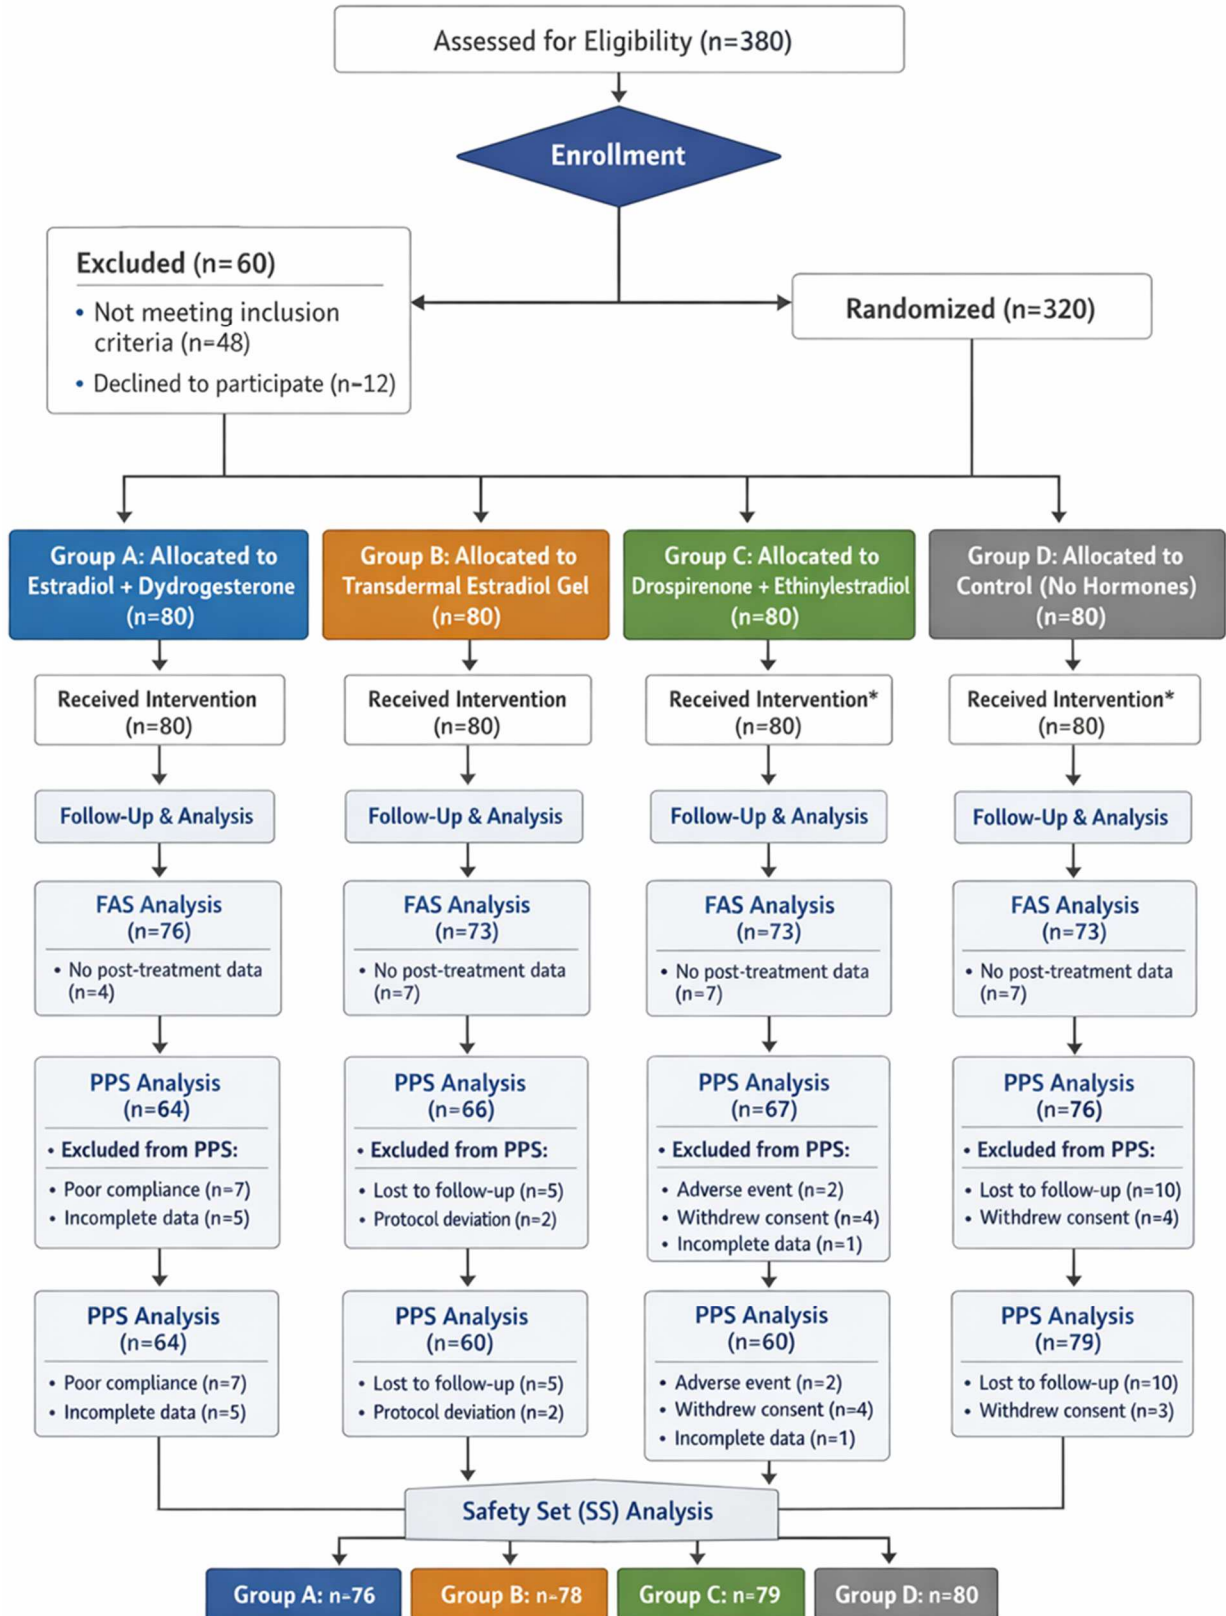 Assessed for Eligibility (n=380)
Enrollment
Excluded (n=60)
• Not meeting inclusion
criteria (n=48)
• Declined to participate (n-12)
Randomized (n=320)
Group A: Allocated to
Estradiol + Dydrogesterone
(n=80)
Group B: Allocated to
Transdermal Estradiol Gel
(n=80)
Group C: Allocated to
Drospirenone + Ethinylestradiol
(n=80)
Group D: Allocated to
Control (No Hormones)
(n=80)
Received Intervention
(n=80)
Received Intervention
(n=80)
Received Intervention*
(n=80)
Received Intervention*
(n=80)
Follow-Up & Analysis
Follow-Up & Analysis
Follow-Up & Analysis
Follow-Up & Analysis
FAS Analysis
(n=76)
• No post-treatment data
(n=4)
FAS Analysis
(n=73)
• No post-treatment data
(n=7)
FAS Analysis
(n=73)
• No post-treatment data
(n=7)
FAS Analysis
(n=73)
• No post-treatment data
(n=7)
PPS Analysis
(n=64)
• Excluded from PPS:
• Poor compliance (n=7)
• Incomplete data (n=5)
PPS Analysis
(n=66)
• Excluded from PPS:
• Lost to follow-up (n=5)
• Protocol deviation (n=2)
PPS Analysis
(n=67)
• Excluded from PPS:
• Adverse event (n=2)
• Withdrew consent (n=4)
• Incomplete data (n=1)
PPS Analysis
(n=76)
• Excluded from PPS:
• Lost to follow-up (n=10)
• Withdrew consent (n=4)
PPS Analysis
(n=64)
• Poor compliance (n=7)
• Incomplete data (n=5)
PPS Analysis
(n=60)
• Lost to follow-up (n=5)
• Protocol deviation (n=2)
PPS Analysis
(n=60)
• Adverse event (n=2)
• Withdrew consent (n=4)
• Incomplete data (n=1)
PPS Analysis
(n=79)
• Lost to follow-up (n=10)
• Withdrew consent (n=3)
Safety Set (SS) Analysis
Group A: n-76
Group B: n-78
Group C: n=79
Group D: n=80